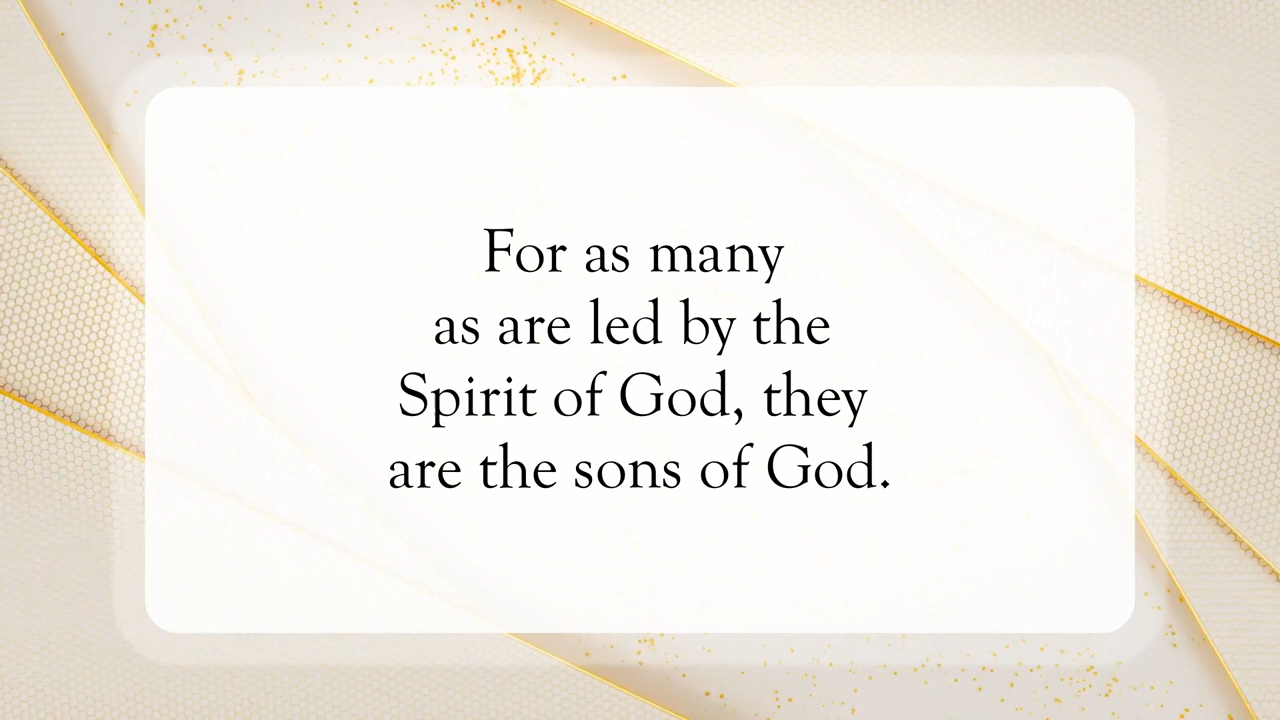 For as many
as are led by the
Spirit of God, they
are the sons of God.